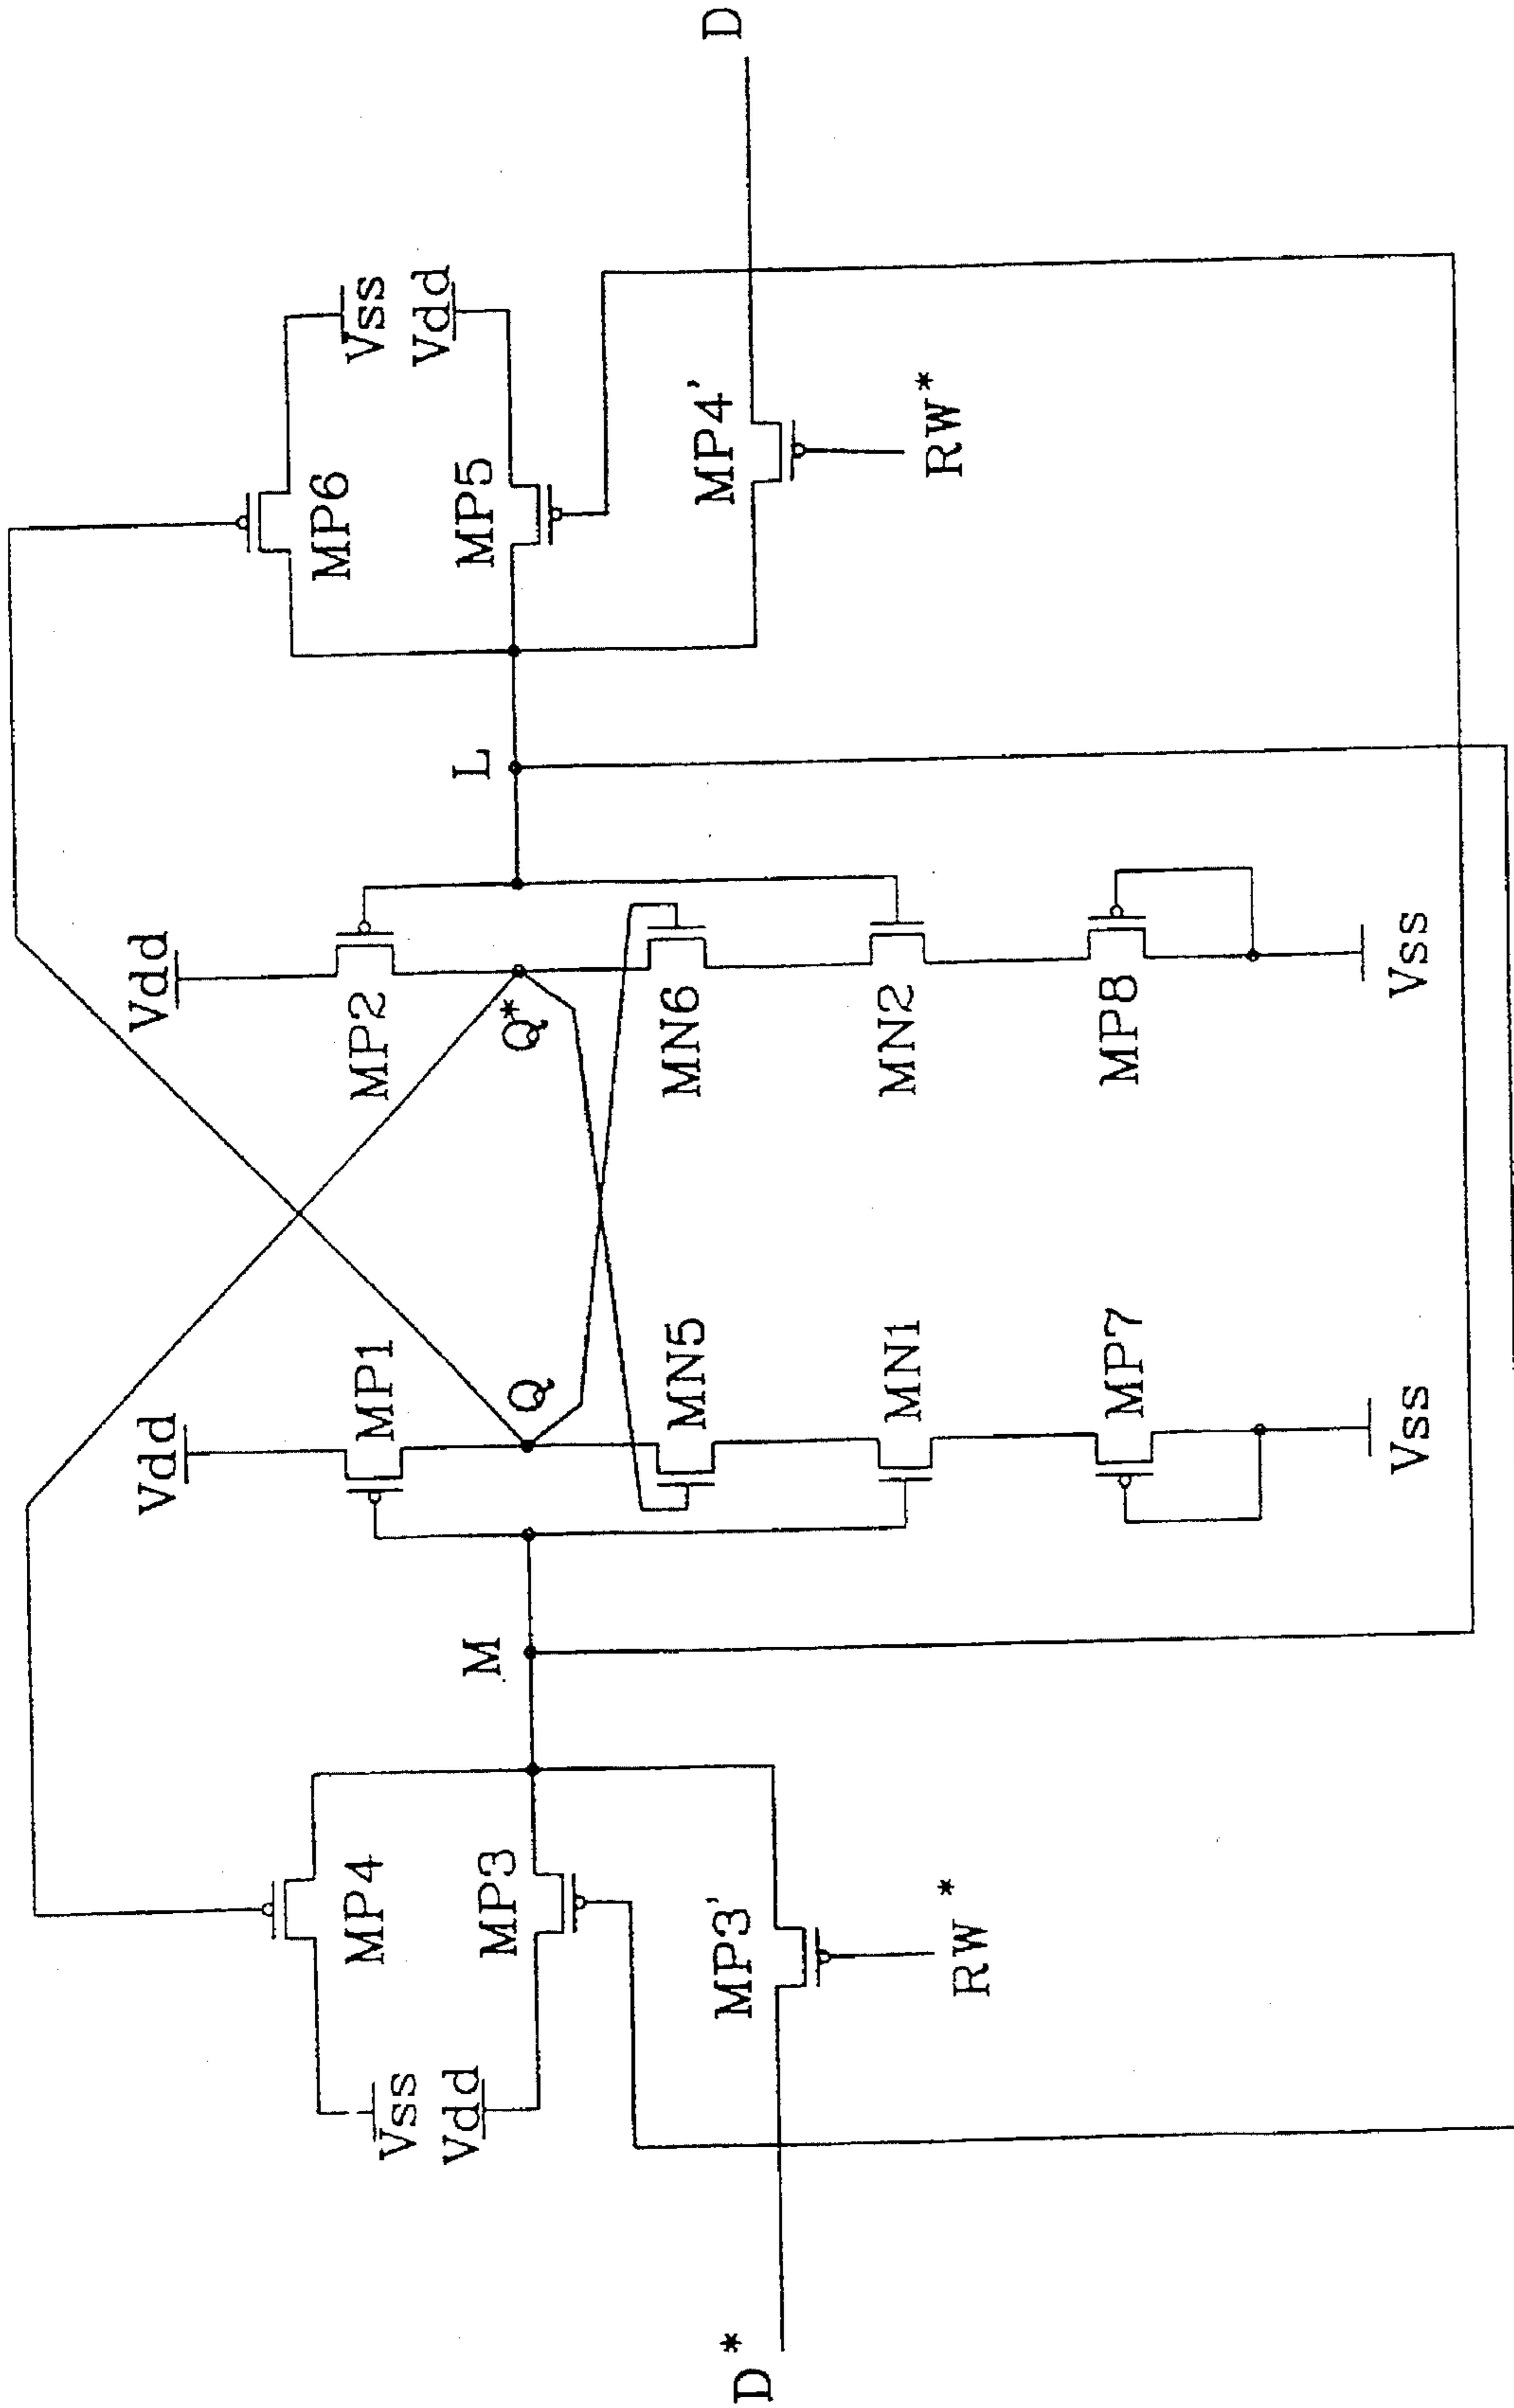 Vdd
Vdd
MP4
Vss
MP1
MP2
MP6
Vss
M
Q
Q*
L
MP3
Vdd
MP5
Vdd
MN5
MN6
MP3'
MP4'
D*
D
MN1
MN2
RW*
RW*
MP7
MP8
Vss
Vss